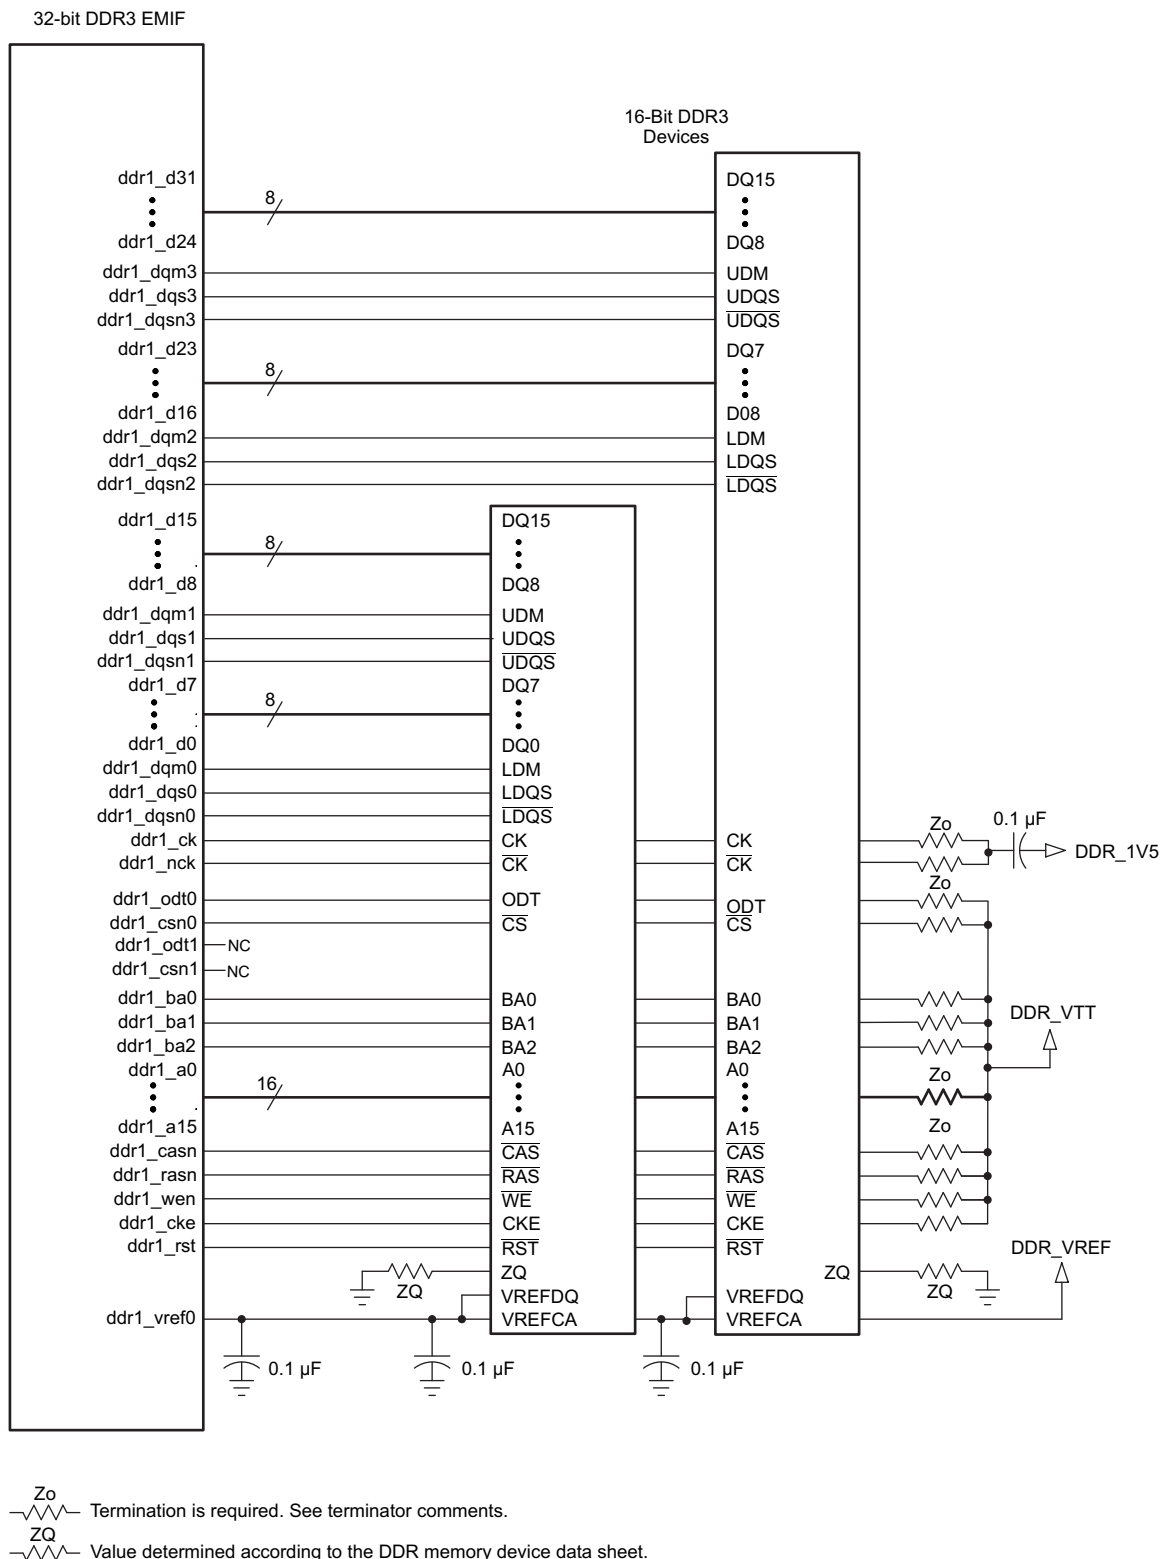 32-bit DDR3 EMIF
16-Bit DDR3
Devices
ddr1_d31
8
DQ15
ddr1_d24
DQ8
ddr1_dqm3
UDM
ddr1_dqs3
UDQS
ddr1_dqsn3
UDQS
ddr1_d23
8
DQ7
ddr1_d16
D08
ddr1_dqm2
LDM
ddr1_dqs2
LDQS
ddr1_dqsn2
LDQS
ddr1_d15
8
DQ15
ddr1_d8
DQ8
ddr1_dqm1
UDM
ddr1_dqs1
UDQS
ddr1_dqsn1
UDQS
ddr1_d7
8
DQ7
ddr1_d0
DQ0
ddr1_dqm0
LDM
ddr1_dqs0
LDQS
ddr1_dqsn0
LDQS
Zo
0.1 µF
ddr1_ck
CK
CK
DDR_1V5
ddr1_nck
CK
CK
Zo
ddr1_odt0
ODT
ODT
ddr1_csn0
CS
CS
ddr1_odt1
NC
ddr1_csn1
NC
ddr1_ba0
BA0
BA0
DDR_VTT
ddr1_ba1
BA1
BA1
ddr1_ba2
BA2
BA2
ddr1_a0
A0
A0
Zo
16
Zo
ddr1_a15
A15
A15
ddr1_casn
CAS
CAS
ddr1_rasn
RAS
RAS
ddr1_wen
WE
WE
ddr1_cke
CKE
CKE
ddr1_rst
RST
RST
DDR_VREF
ZQ
ZQ
ZQ
ZQ
VREFDQ
VREFDQ
ddr1_vref0
VREFCA
VREFCA
0.1 µF
0.1 µF
0.1 µF
Zo
Termination is required. See terminator comments.
ZQ
Value determined according to the DDR memory device data sheet.